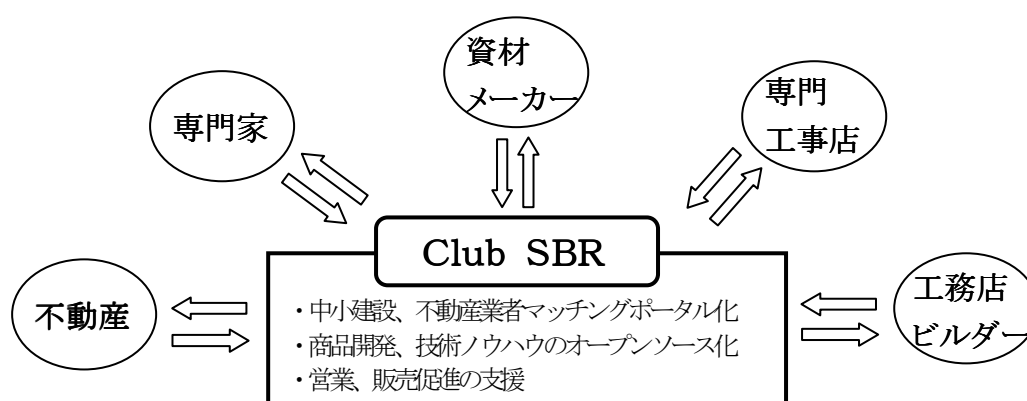 資材
メーカー
専門家
専門
工事店
Club SBR
不動産
工務店
ビルダー
・中小建設、不動産業者マッチングポータル化
・商品開発、技術ノウハウのオープンソース化
・営業、販売促進の支援